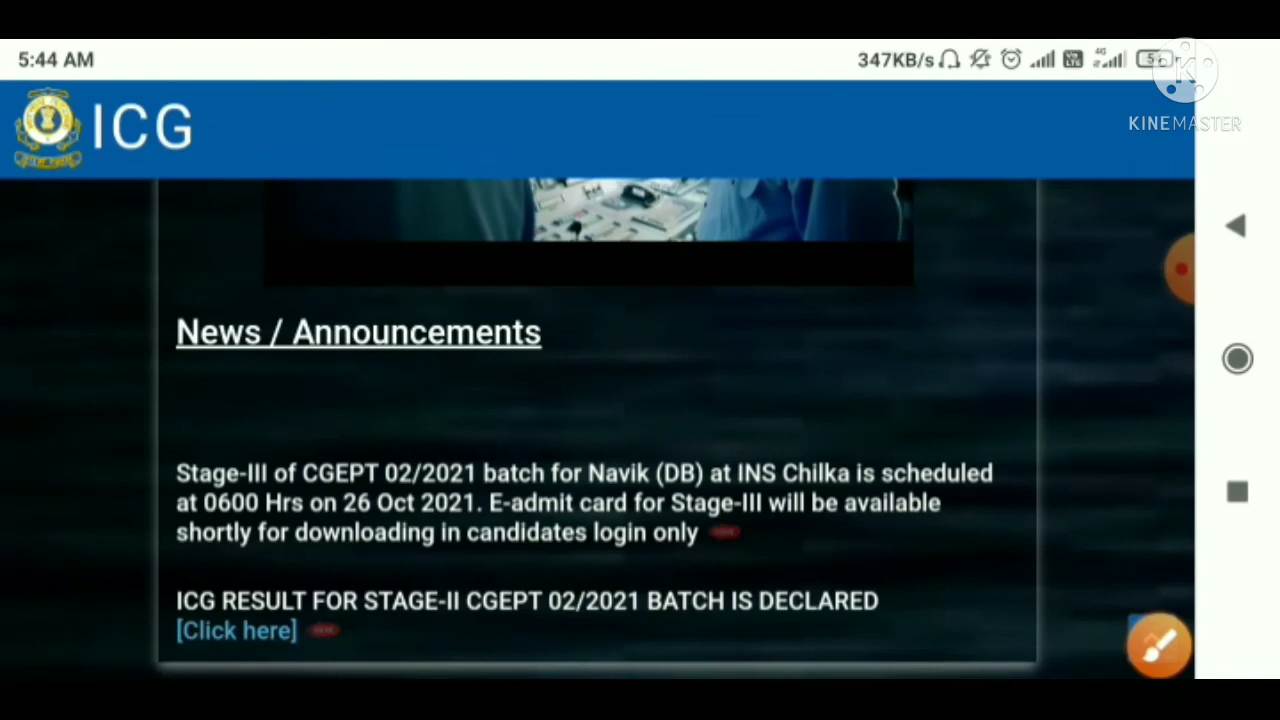 5:44 AM
347KB/s
4G
ICG
KINEMASTER
News / Announcements
Stage-III of CGEPT 02/2021 batch for Navik (DB) at INS Chilka is scheduled
at 0600 Hrs on 26 Oct 2021. E-admit card for Stage-III will be available
shortly for downloading in candidates login only
ICG RESULT FOR STAGE-II CGEPT 02/2021 BATCH IS DECLARED
[Click here]